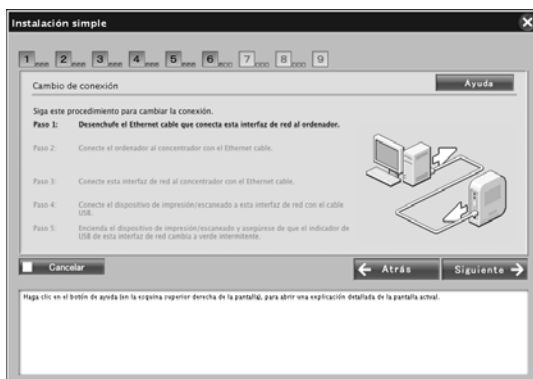 Instalación simple
1 2 3 4 5 6 7 8 9
Cambio de conexión
Ayuda
Siga este procedimiento para cambiar la conexión.
Paso 1: Desenchufe el Ethernet cable que conecta esta interfaz de red al ordenador.
Paso 2: Conecte el ordenador al concentrador con el Ethernet cable.
Paso 3: Conecte esta interfaz de red al concentrador con el Ethernet cable.
Paso 4: Conecte el dispositivo de impresión/escaneado a esta interfaz de red con el cable
USB.
Paso 5: Encienda el dispositivo de impresión/escaneado y asegúrese de que el indicador de
USB de esta interfaz de red cambia a verde intermitente.
Cancelar
Atrás
Siguiente
Haga clic en el botón de ayuda (en la esquina superior derecha de la pantalla), para abrir una explicación detallada de la pantalla actual.